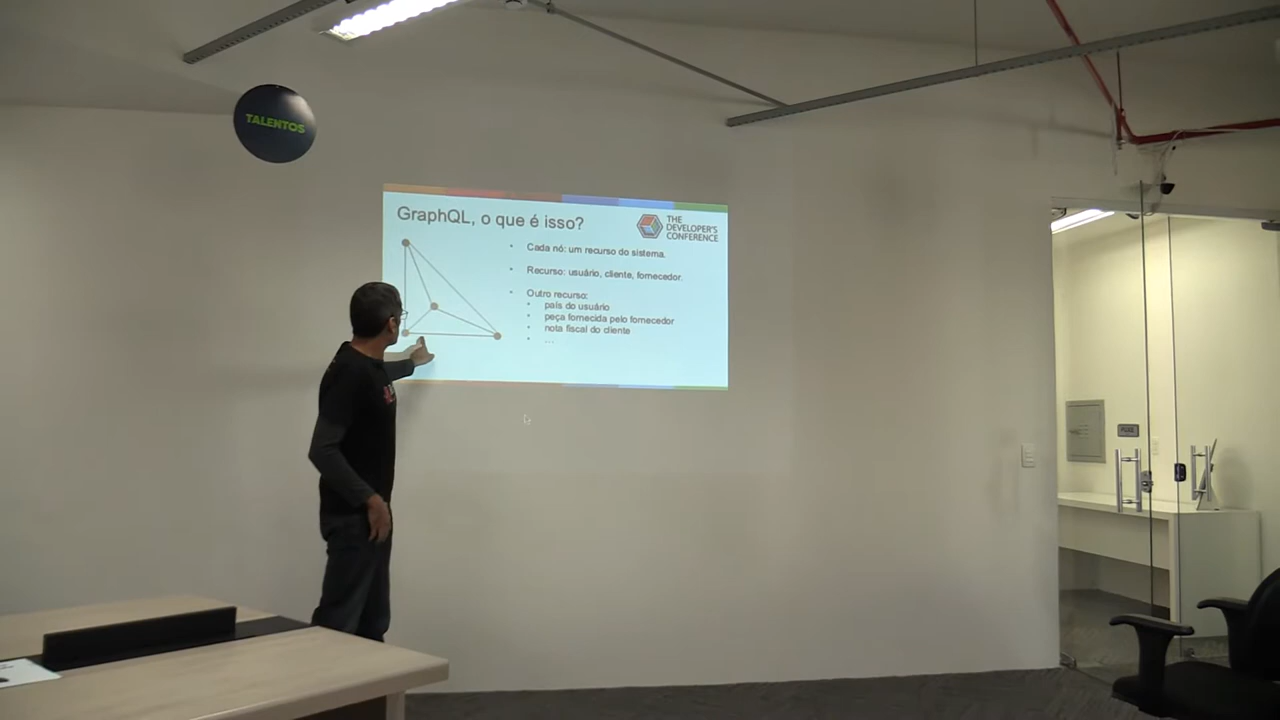 TALENTOS
GraphQL, o que é isso?
THE
DEVELOPER'S
CONFERENCE
Cada nó: um recurso do sistema.
Recurso: usuário, cliente, fornecedor.
Outro recurso:
país do usuário
peça fornecida pelo fornecedor
nota fiscal do cliente
...